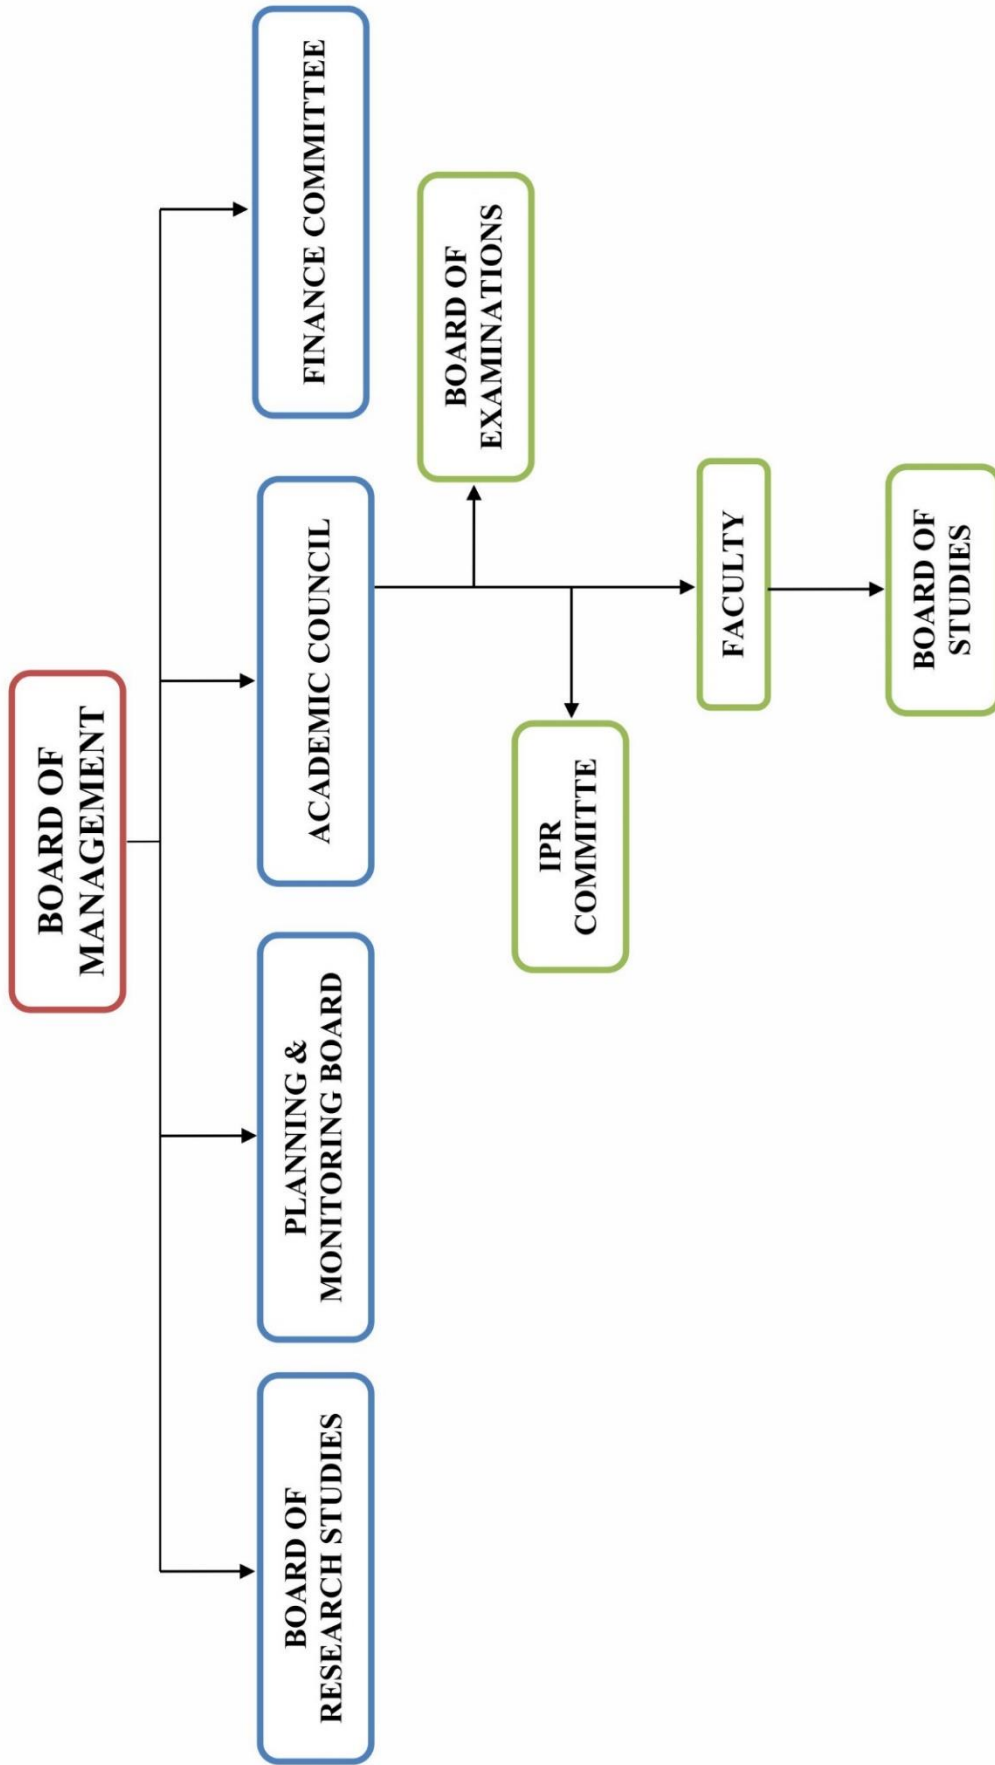 BOARD OF
MANAGEMENT
BOARD OF
RESEARCH STUDIES
PLANNING &
MONITORING BOARD
ACADEMIC COUNCIL
FINANCE COMMITTEE
BOARD OF
EXAMINATIONS
IPR
COMMITTE
FACULTY
BOARD OF
STUDIES